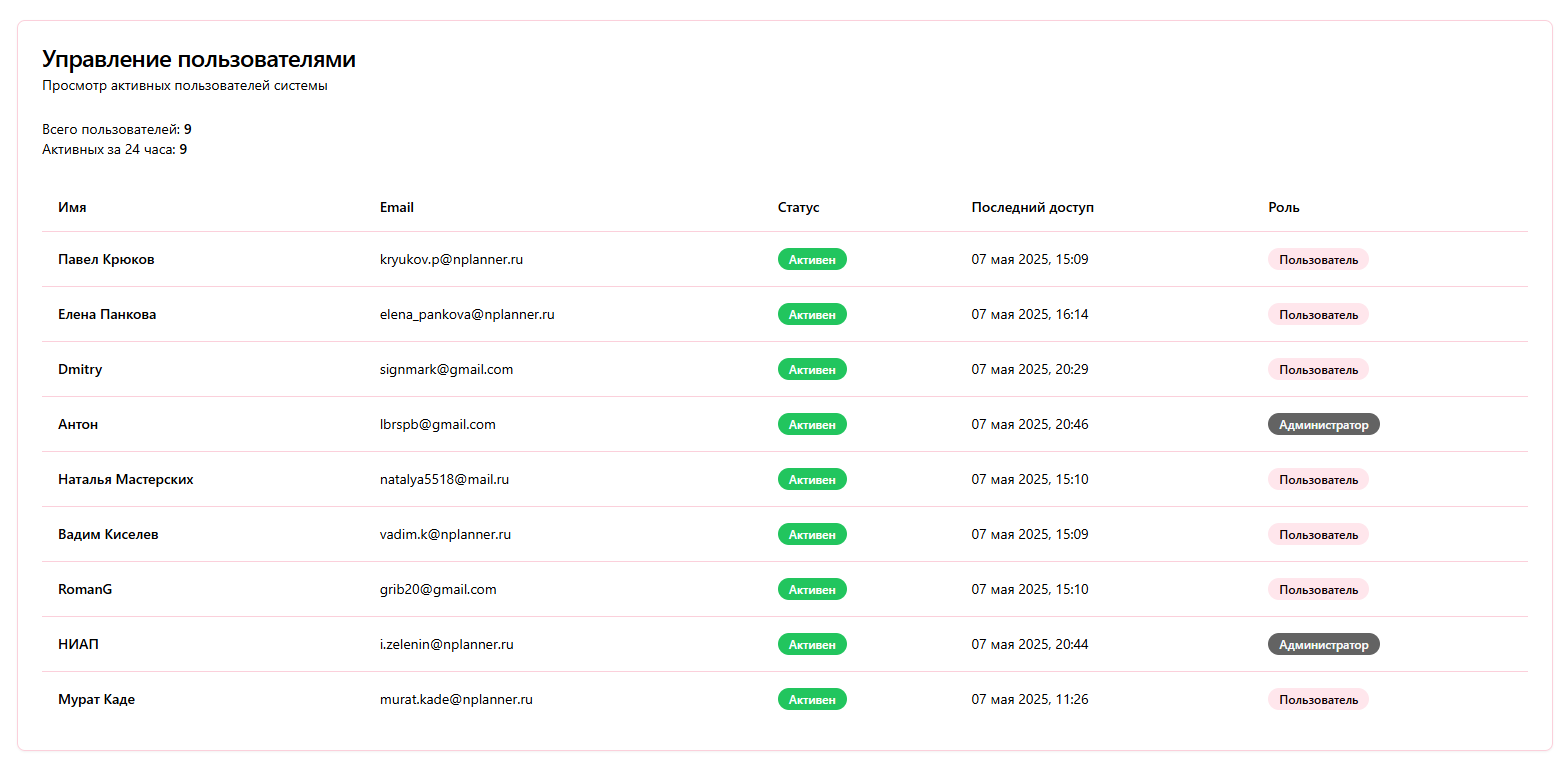 Управление пользователями
Просмотр активных пользователей системы
Всего пользователей: 9
Активных за 24 часа: 9
Имя Email Статус Последний доступ Роль
Павел Крюков kryukov.p@nplanner.ru Активен 07 мая 2025, 15:09 Пользователь
Елена Панкова elena_pankova@nplanner.ru Активен 07 мая 2025, 16:14 Пользователь
Dmitry signmark@gmail.com Активен 07 мая 2025, 20:29 Пользователь
Антон lbrspb@gmail.com Активен 07 мая 2025, 20:46 Администратор
Наталья Мастерских natalya5518@mail.ru Активен 07 мая 2025, 15:10 Пользователь
Вадим Киселев vadim.k@nplanner.ru Активен 07 мая 2025, 15:09 Пользователь
RomanG grib20@gmail.com Активен 07 мая 2025, 15:10 Пользователь
НИАП i.zelenin@nplanner.ru Активен 07 мая 2025, 20:44 Администратор
Мурат Каде murat.kade@nplanner.ru Активен 07 мая 2025, 11:26 Пользователь